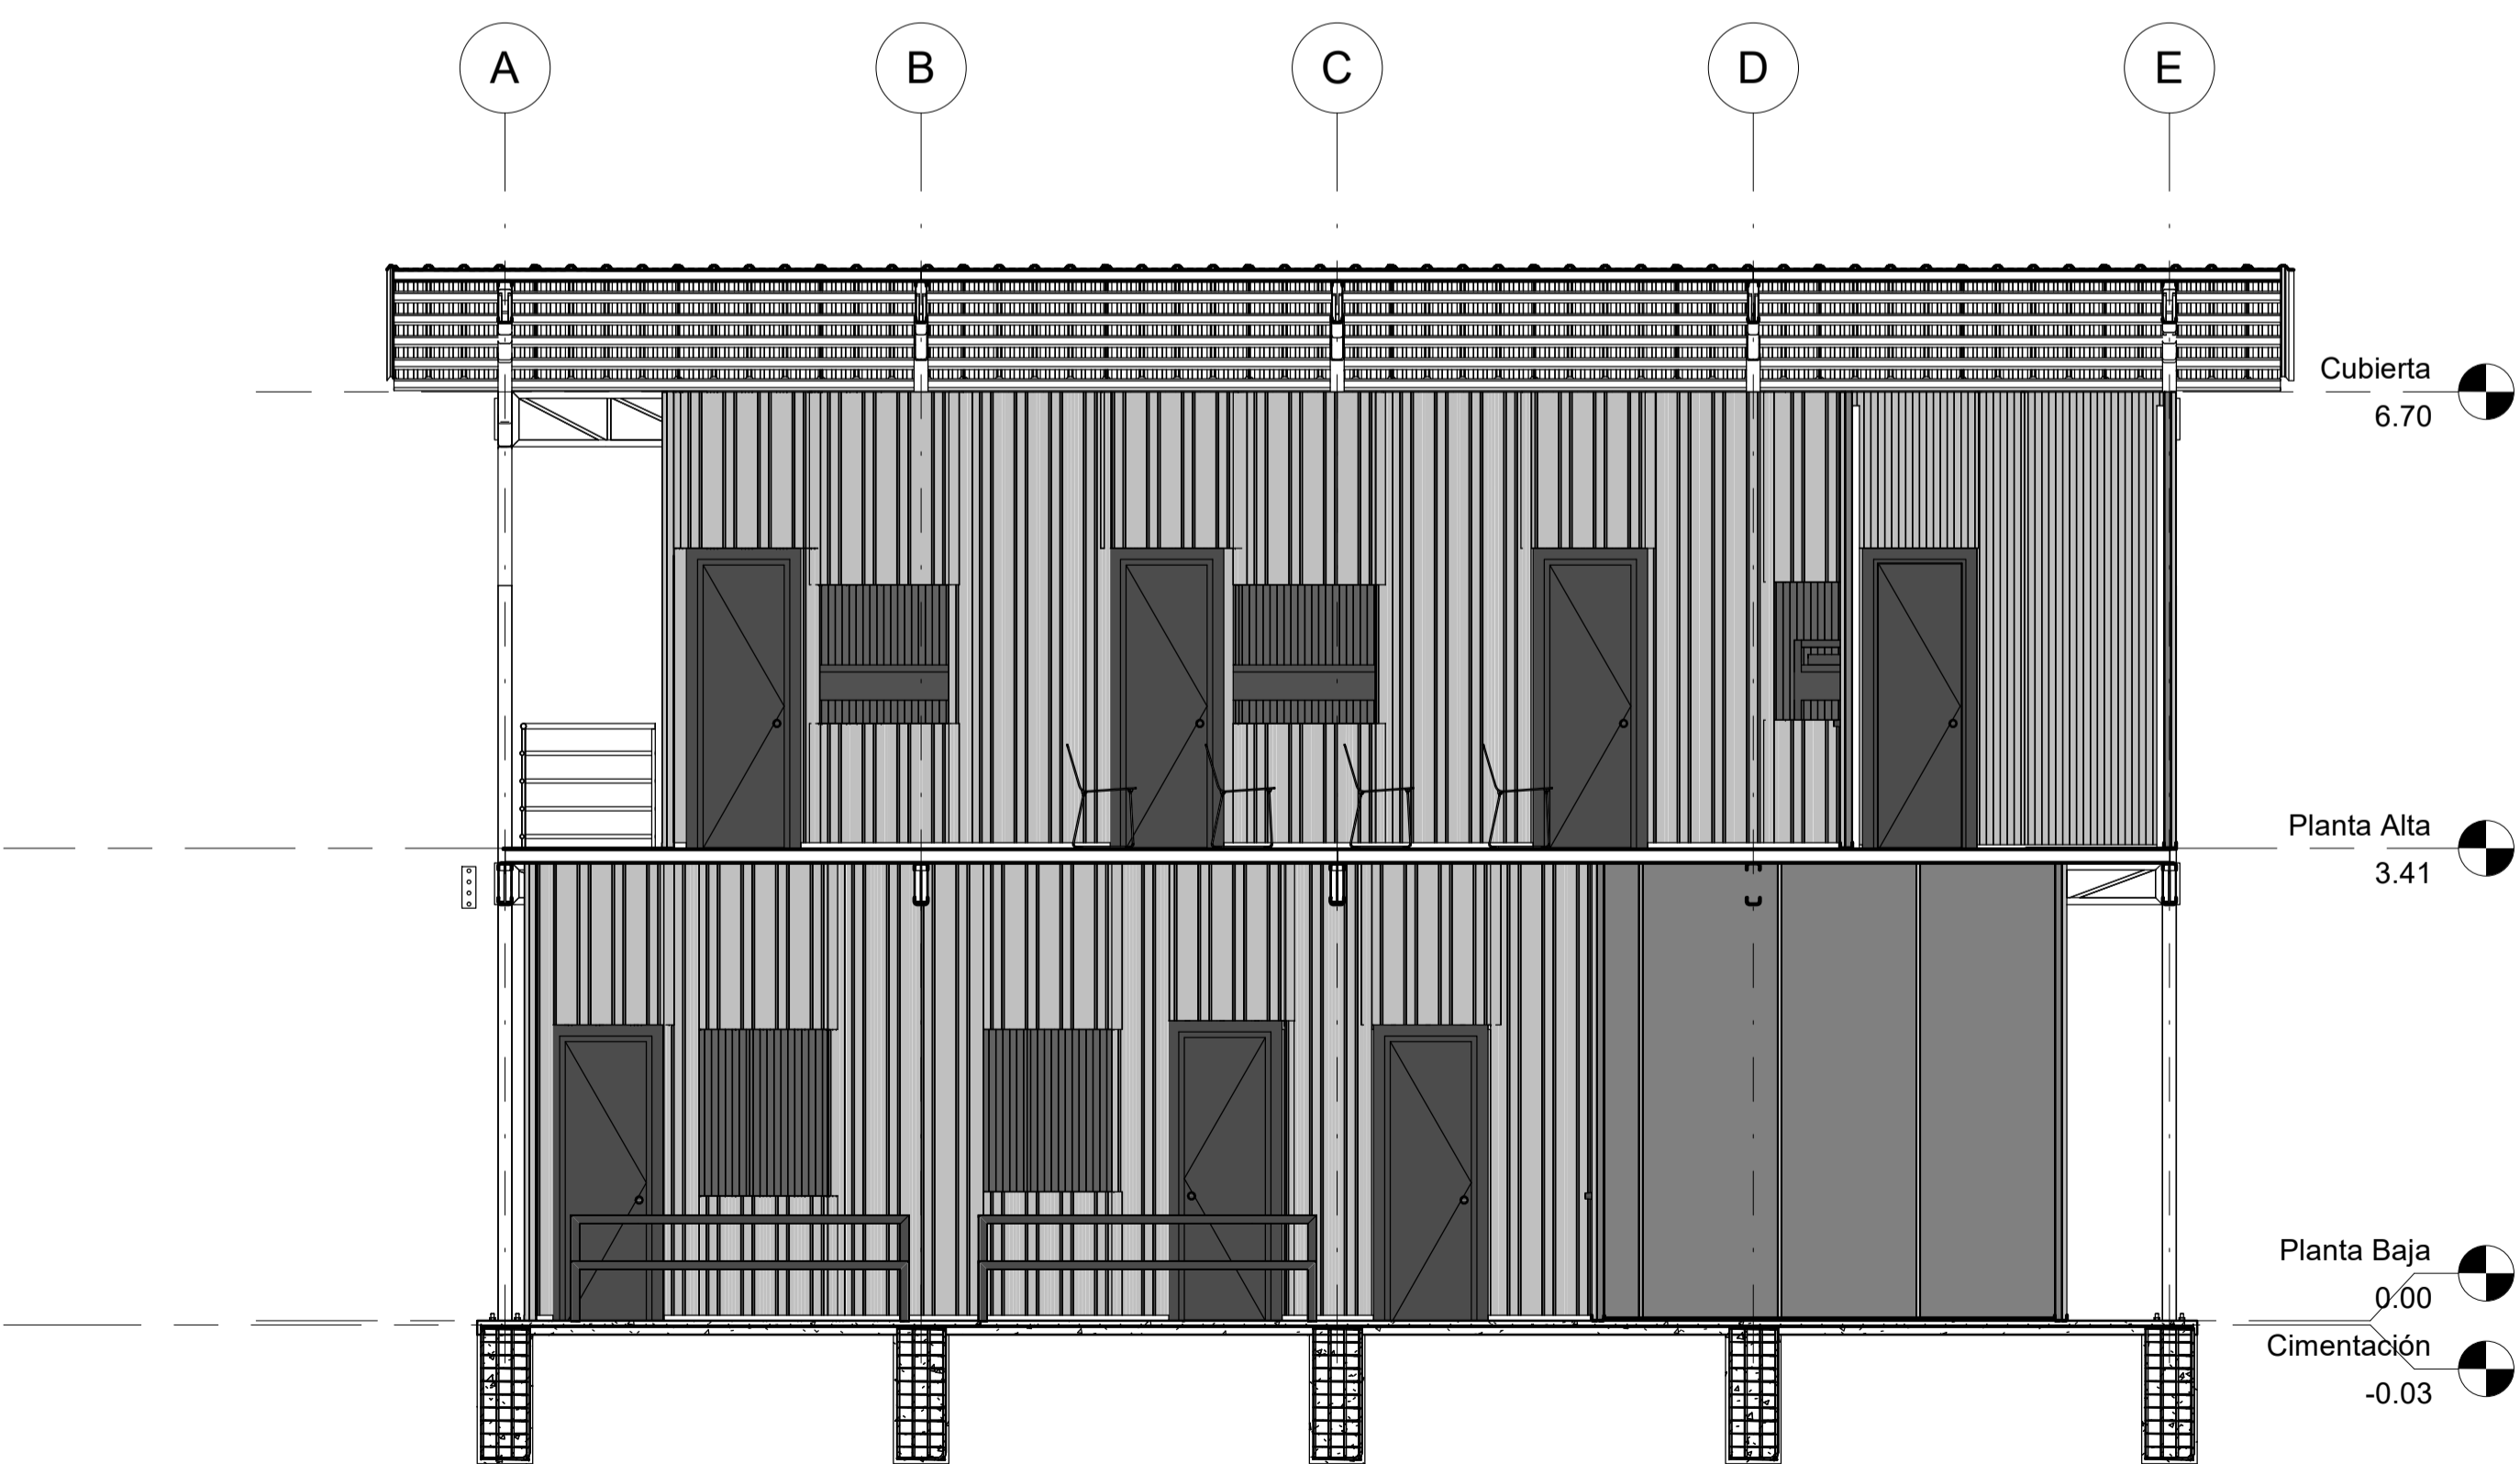 A B C D E
Cubierta
6.70
Planta Alta
3.41
Planta Baja
0.00
Cimentación
-0.03